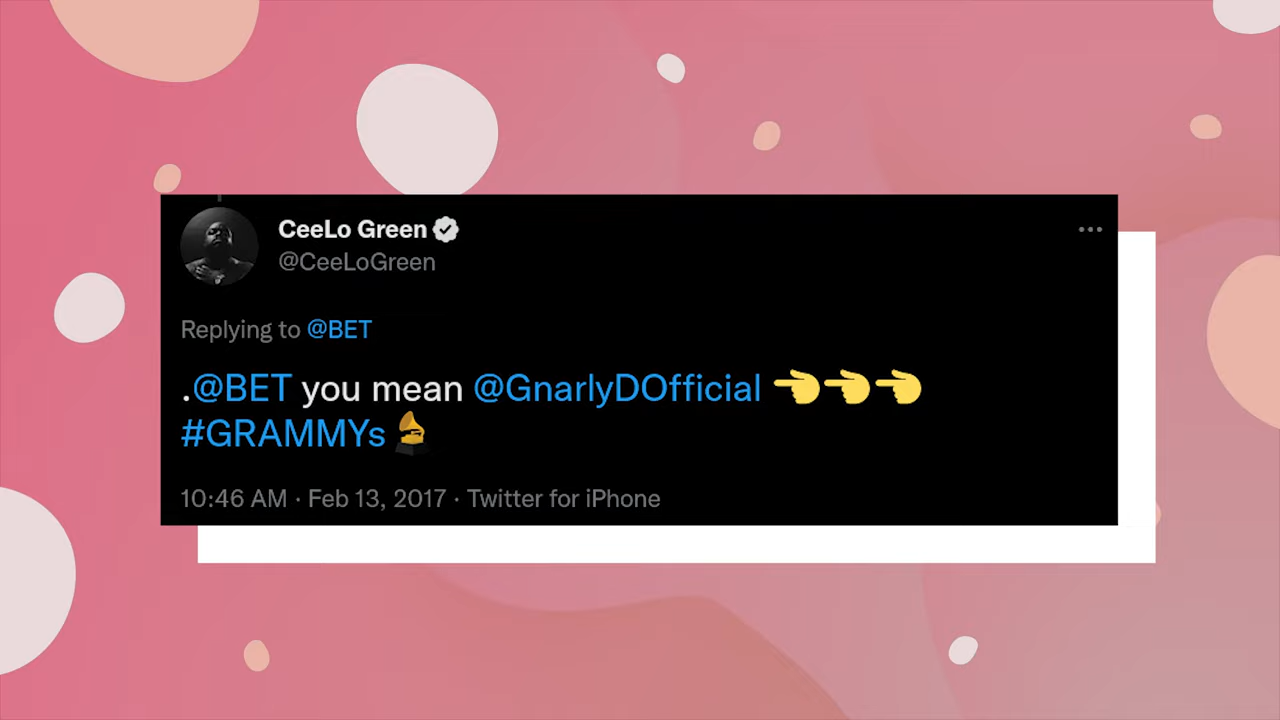 CeeLo Green
@CeeLoGreen
Replying to @BET
.@BET you mean @GnarlyDOfficial 👈👈👈
#GRAMMYs
10:46 AM · Feb 13, 2017 · Twitter for iPhone